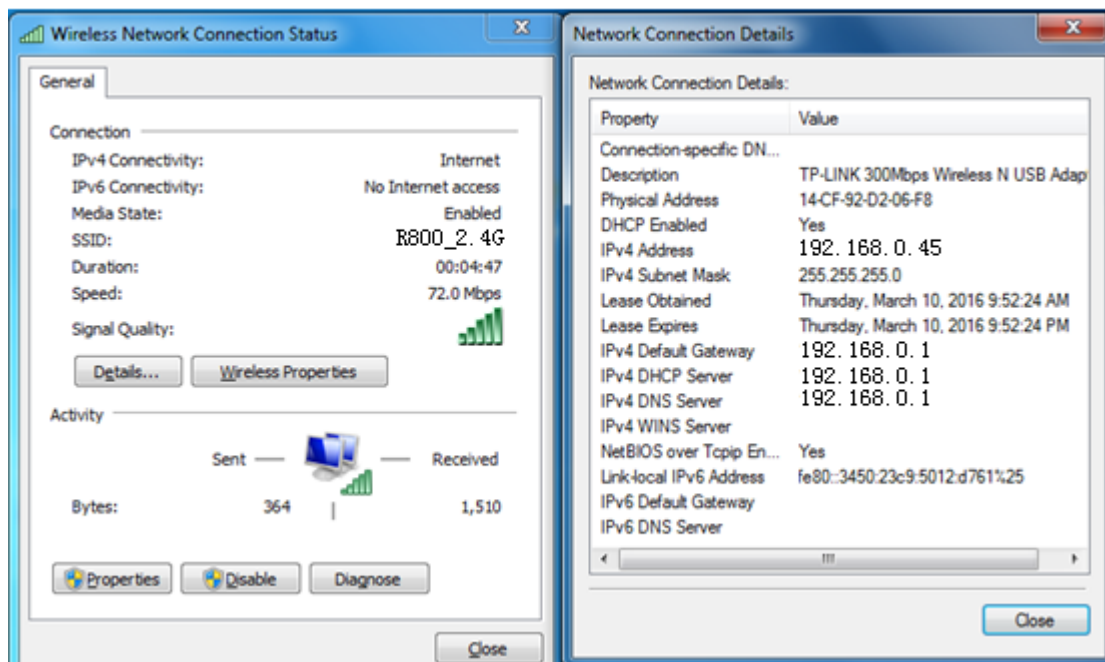 Wireless Network Connection Status
General
Connection
IPv4 Connectivity: Internet
IPv6 Connectivity: No Internet access
Media State: Enabled
SSID: R800_2.4G
Duration: 00:04:47
Speed: 72.0 Mbps
Signal Quality:
Details... Wireless Properties
Activity
Sent Received
Bytes: 364 1,510
Properties Disable Diagnose
Close
Network Connection Details
Network Connection Details:
Property Value
Connection-specific DN...
Description TP-LINK 300Mbps Wireless N USB Adap
Physical Address 14-CF-92-D2-06-F8
DHCP Enabled Yes
IPv4 Address 192.168.0.45
IPv4 Subnet Mask 255.255.255.0
Lease Obtained Thursday, March 10, 2016 9:52:24 AM
Lease Expires Thursday, March 10, 2016 9:52:24 PM
IPv4 Default Gateway 192.168.0.1
IPv4 DHCP Server 192.168.0.1
IPv4 DNS Server 192.168.0.1
IPv4 WINS Server
NetBIOS over Tcpip En... Yes
Link-local IPv6 Address fe80::3450:23c9:5012:d761%25
IPv6 Default Gateway
IPv6 DNS Server
Close